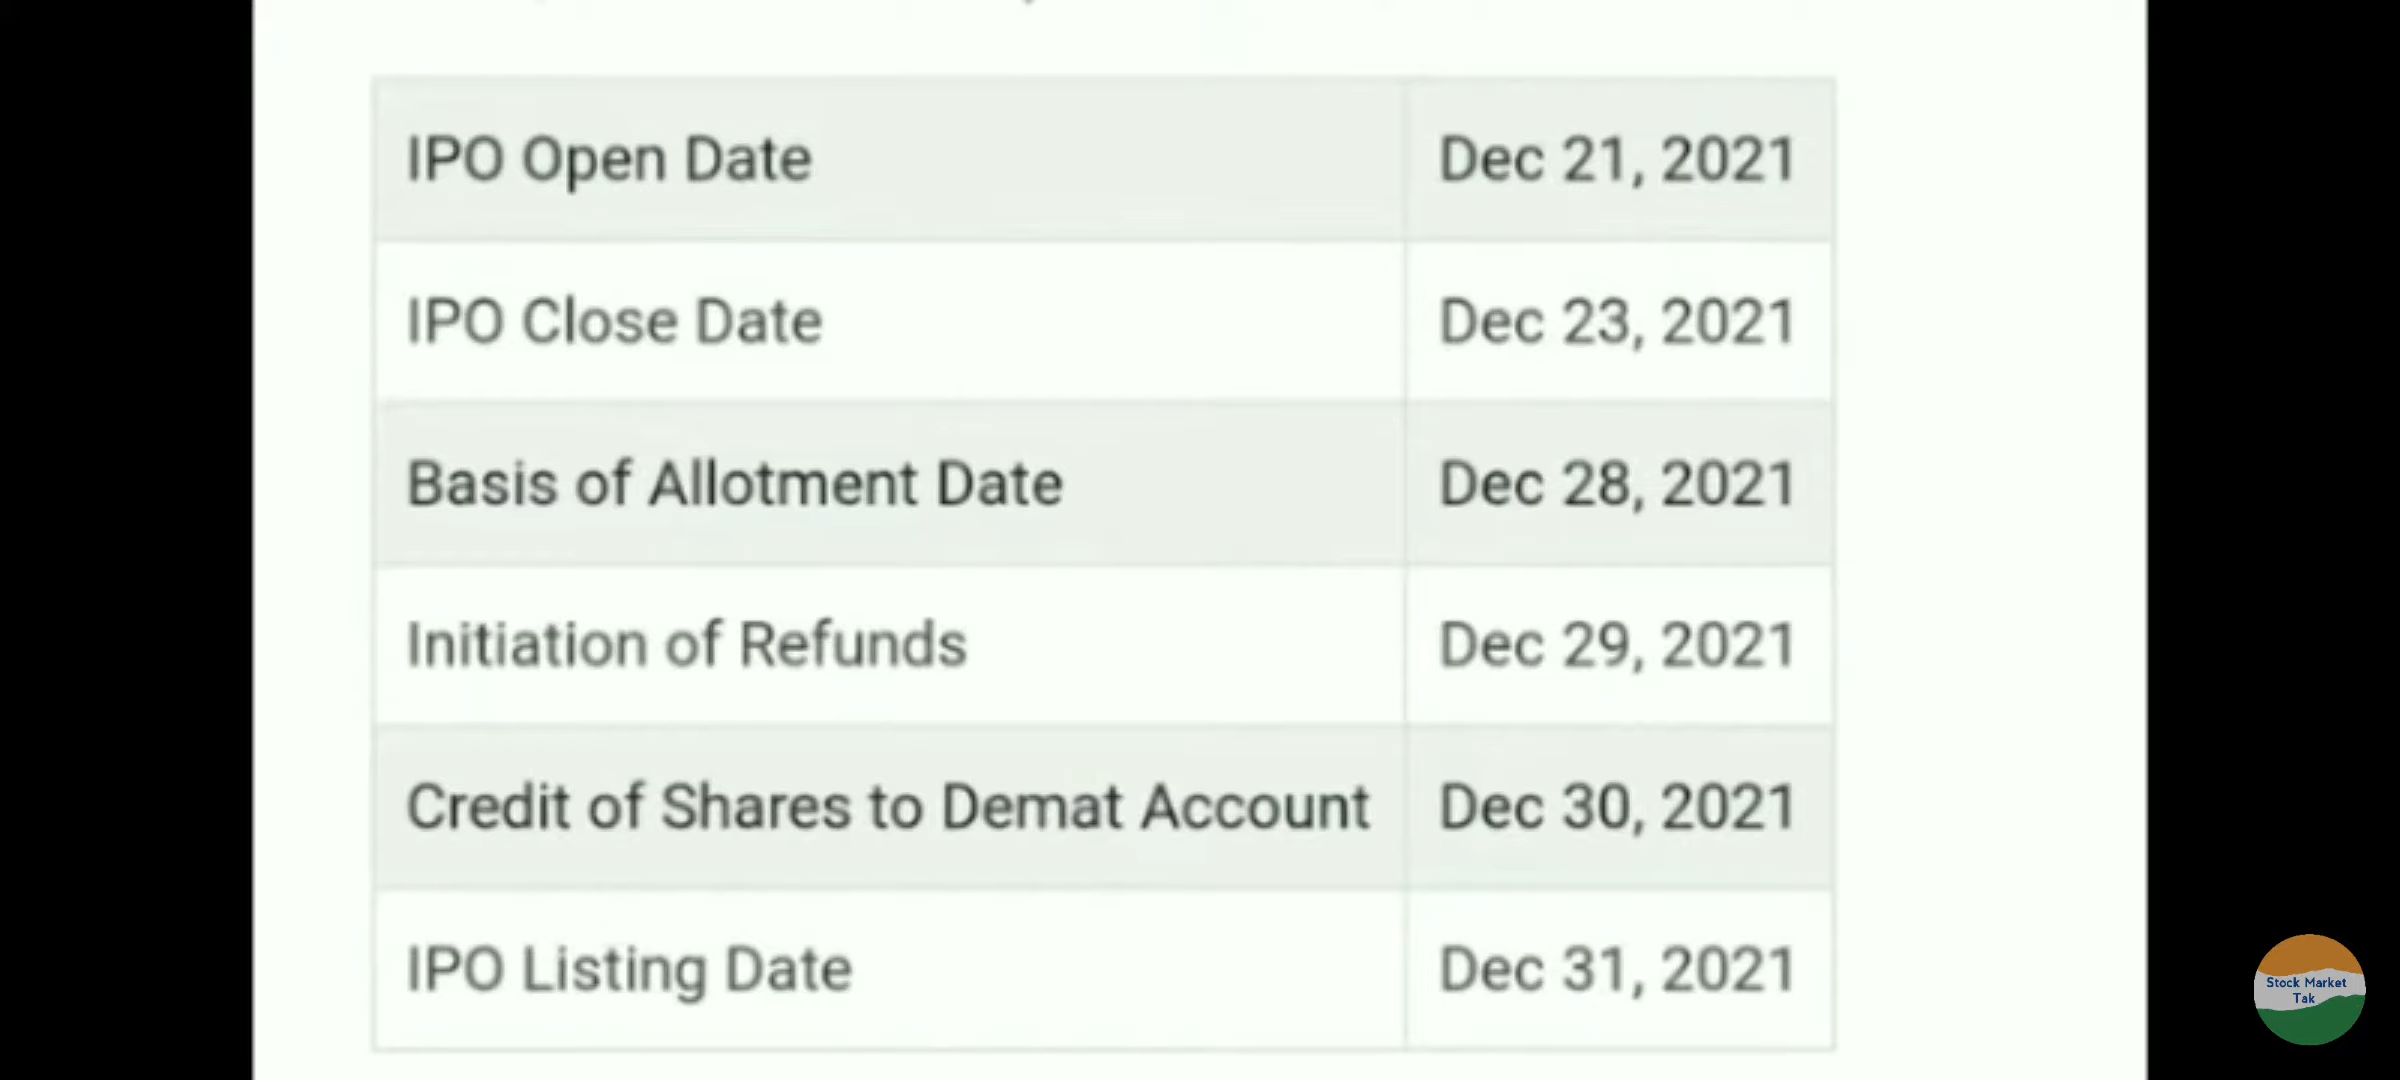 IPO Open Date Dec 21, 2021
IPO Close Date Dec 23, 2021
Basis of Allotment Date Dec 28, 2021
Initiation of Refunds Dec 29, 2021
Credit of Shares to Demat Account Dec 30, 2021
IPO Listing Date Dec 31, 2021
Stock Market
Tak